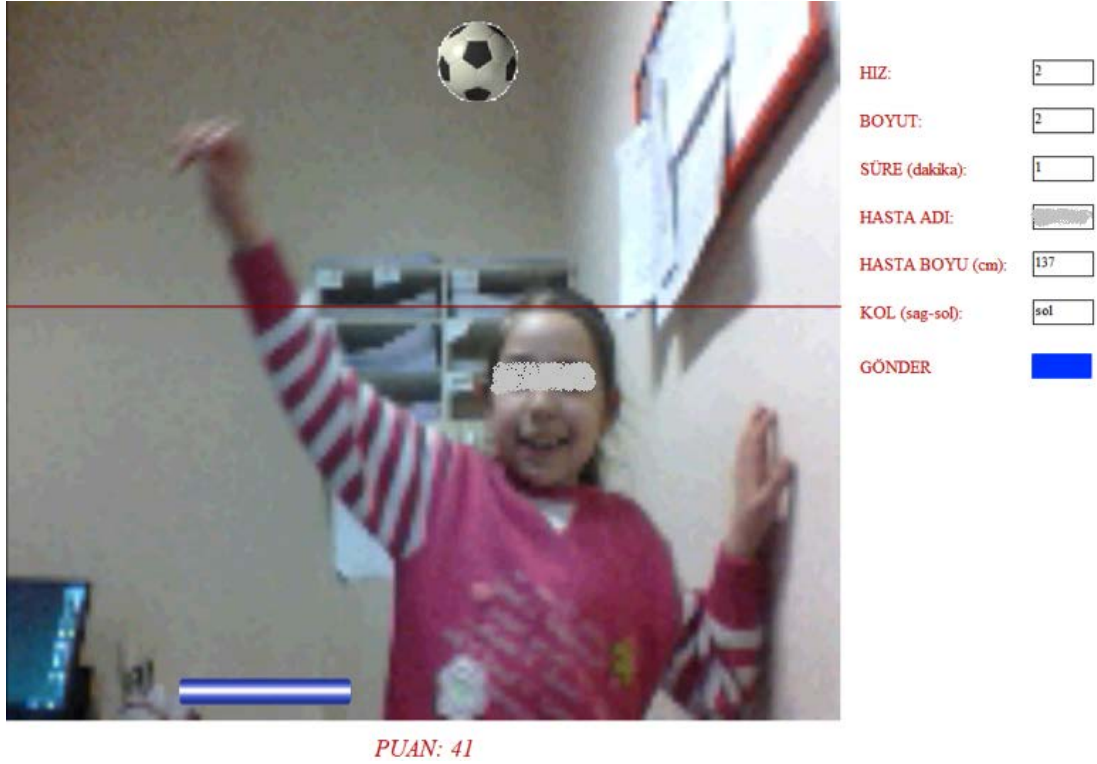 HIZ: 2
BOYUT: 2
SÜRE (dakika): 1
HASTA ADI:
HASTA BOYU (cm): 137
KOL (sag-sol): sol
GÖNDER
PUAN: 41